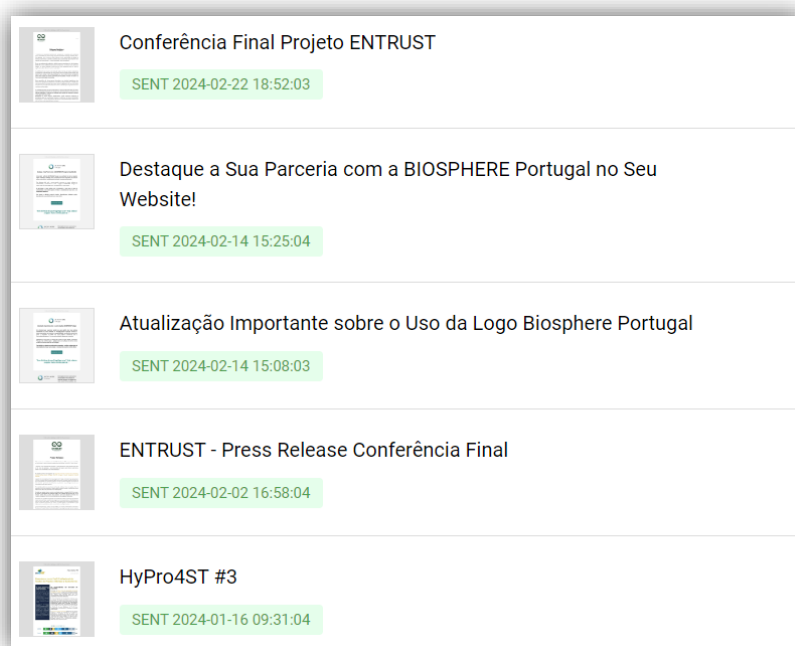 Conferência Final Projeto ENTRUST
SENT 2024-02-22 18:52:03
Destaque a Sua Parceria com a BIOSPHERE Portugal no Seu
Website!
SENT 2024-02-14 15:25:04
Atualização Importante sobre o Uso da Logo Biosphere Portugal
SENT 2024-02-14 15:08:03
ENTRUST - Press Release Conferência Final
SENT 2024-02-02 16:58:04
HyPro4ST #3
SENT 2024-01-16 09:31:04